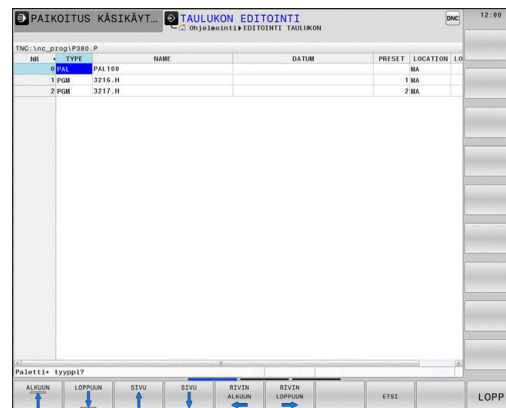 PAIKOITUS KÄSIKÄYT... TAULUKON EDITOINTI DNC 12:00
Ohjelmointi▸EDITOINTI TAULUKON
TNC:\nc_prog\P380.P
NR TYPE NAME DATUM PRESET LOCATION LO
0 PAL PAL100 MA
1 PGM 3216.H 1 MA
2 PGM 3217.H 2 MA
Paletti- tyyppi?
ALKUUN LOPPUUN SIVU SIVU RIVIN ALKUUN RIVIN LOPPUUN ETSI LOPP